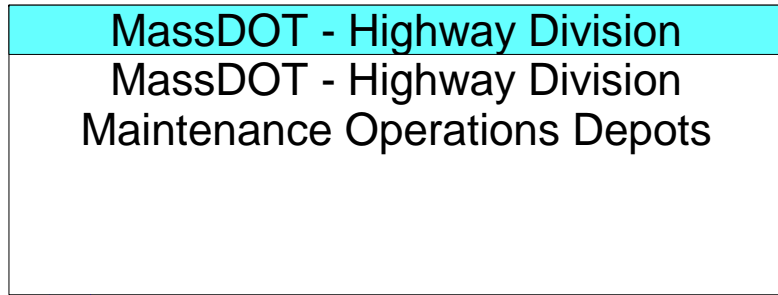 MassDOT - Highway Division
MassDOT - Highway Division
Maintenance Operations Depots